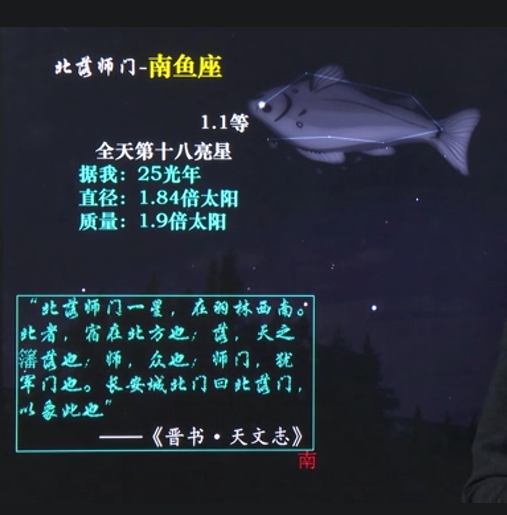 北落师门-南鱼座
1.1等
全天第十八亮星
据我：25光年
直径：1.84倍太阳
质量：1.9倍太阳
“北落师门一星，在羽林西南。
北者，宿在北方也；落，天之
籓落也；师，众也；师门，犹
军门也。长安城北门曰北落门，
以象此也”
——《晋书·天文志》
南